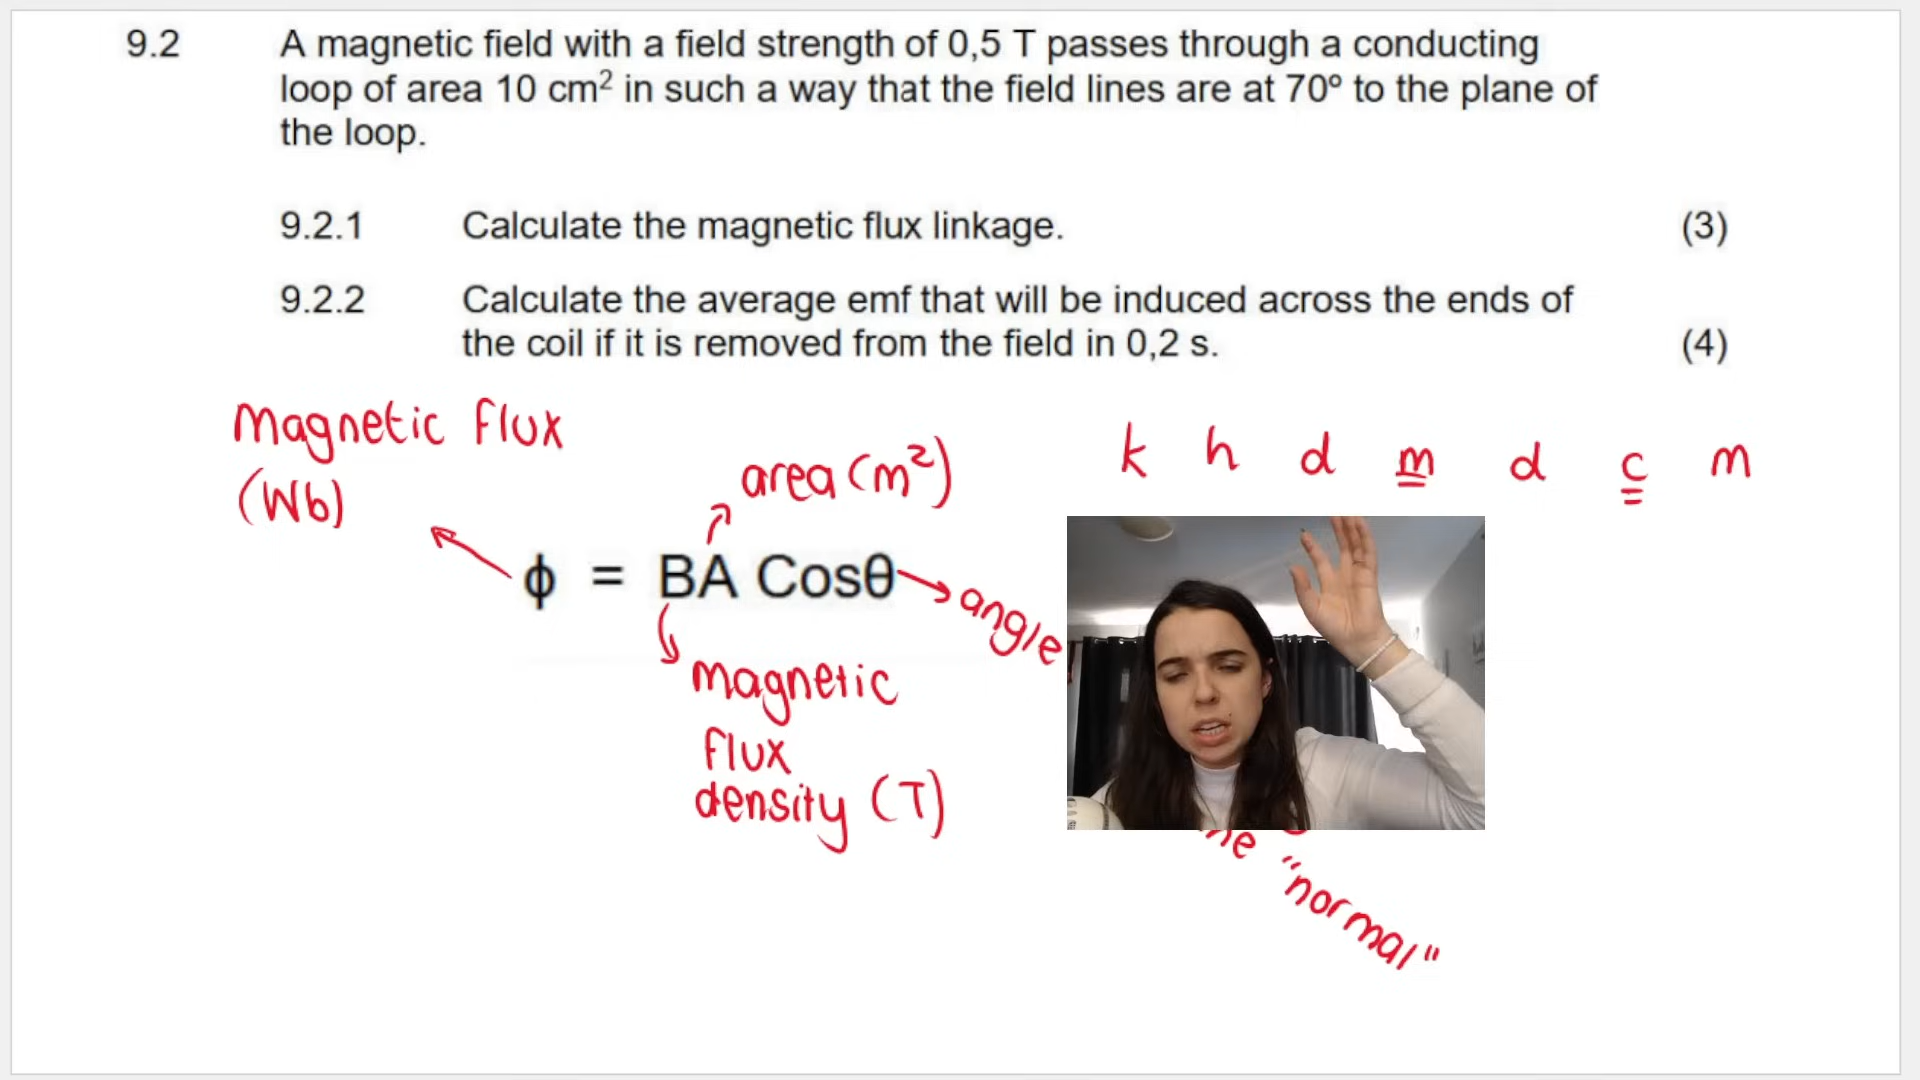 9.2 A magnetic field with a field strength of 0,5 T passes through a conducting
loop of area 10 cm² in such a way that the field lines are at 70º to the plane of
the loop.
9.2.1 Calculate the magnetic flux linkage. (3)
9.2.2 Calculate the average emf that will be induced across the ends of
the coil if it is removed from the field in 0,2 s. (4)
magnetic flux
(Wb)
area (m²)
k h d m d c m
ϕ = BA Cosθ
angle
magnetic
flux
density (T)
"normal"